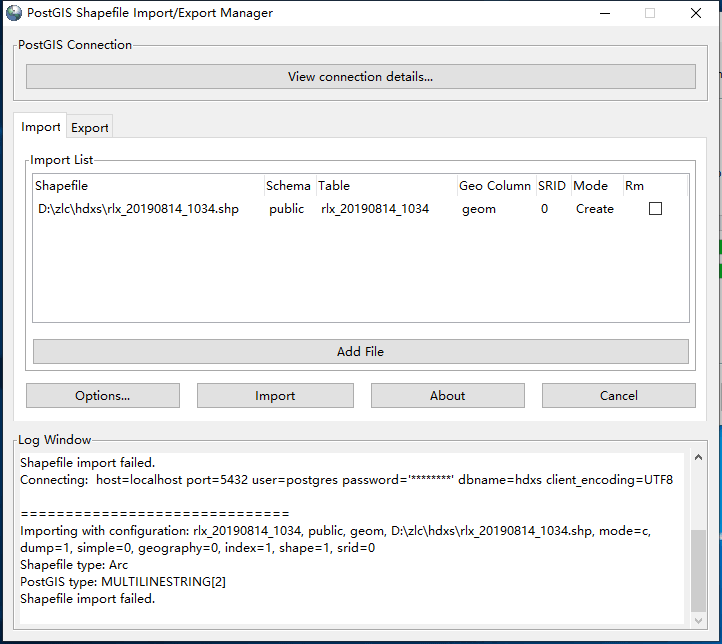 PostGIS Shapefile Import/Export Manager
PostGIS Connection
View connection details...
Import Export
Import List
Shapefile Schema Table Geo Column SRID Mode Rm
D:\zlc\hdxs\rlx_20190814_1034.shp public rlx_20190814_1034 geom 0 Create
Add File
Options... Import About Cancel
Log Window
Shapefile import failed.
Connecting:  host=localhost port=5432 user=postgres password='********' dbname=hdxs client_encoding=UTF8
==============================
Importing with configuration: rlx_20190814_1034, public, geom, D:\zlc\hdxs\rlx_20190814_1034.shp, mode=c,
dump=1, simple=0, geography=0, index=1, shape=1, srid=0
Shapefile type: Arc
PostGIS type: MULTILINESTRING[2]
Shapefile import failed.